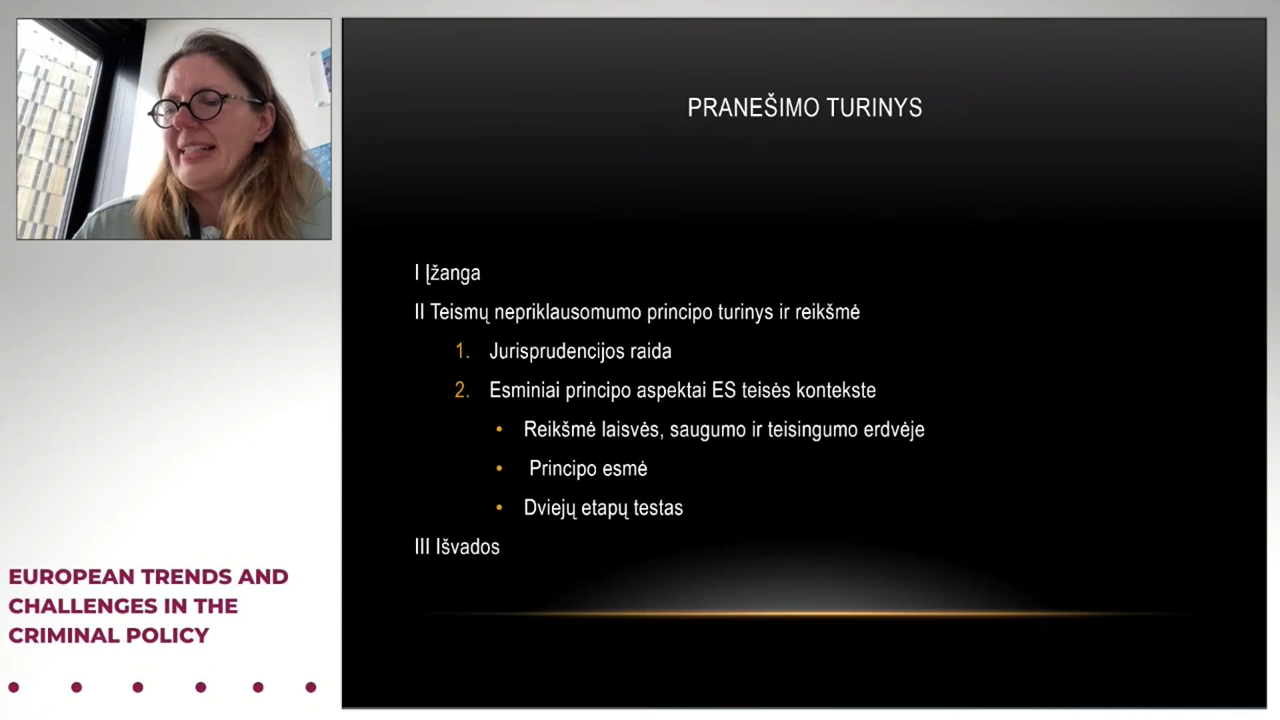 PRANEŠIMO TURINYS
I Įžanga
II Teismų nepriklausomumo principo turinys ir reikšmė
1. Jurisprudencijos raida
2. Esminiai principo aspektai ES teisės kontekste
• Reikšmė laisvės, saugumo ir teisingumo erdvėje
• Principo esmė
• Dviejų etapų testas
III Išvados
EUROPEAN TRENDS AND
CHALLENGES IN THE
CRIMINAL POLICY